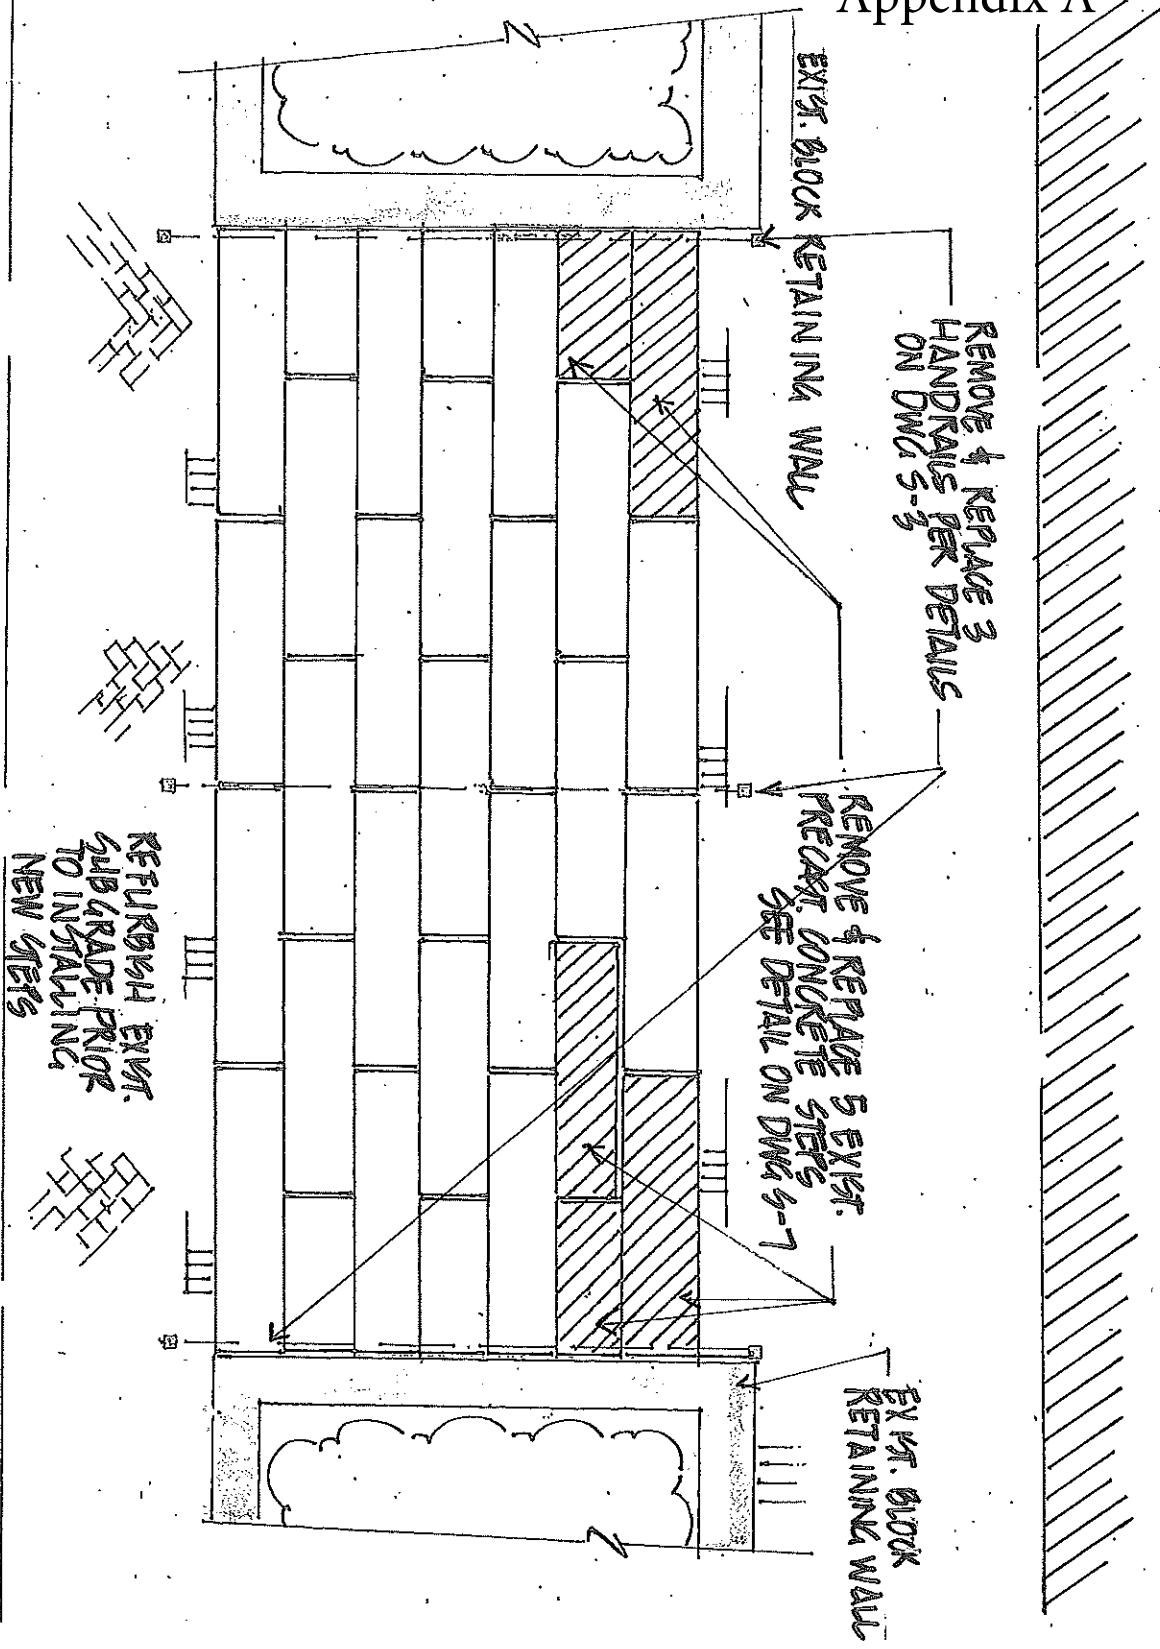 Appendix A
EXIST. BLOCK RETAINING WALL
REMOVE & REPLACE 3
HANDRAILS PER DETAILS
ON DWG S-3
REMOVE & REPLACE 5 EXIST.
PRECAST CONCRETE STEPS
SEE DETAIL ON DWG S-7
EXIST. BLOCK
RETAINING WALL
REFURBISH EXIST.
SUBGRADE PRIOR
TO INSTALLING
NEW STEPS